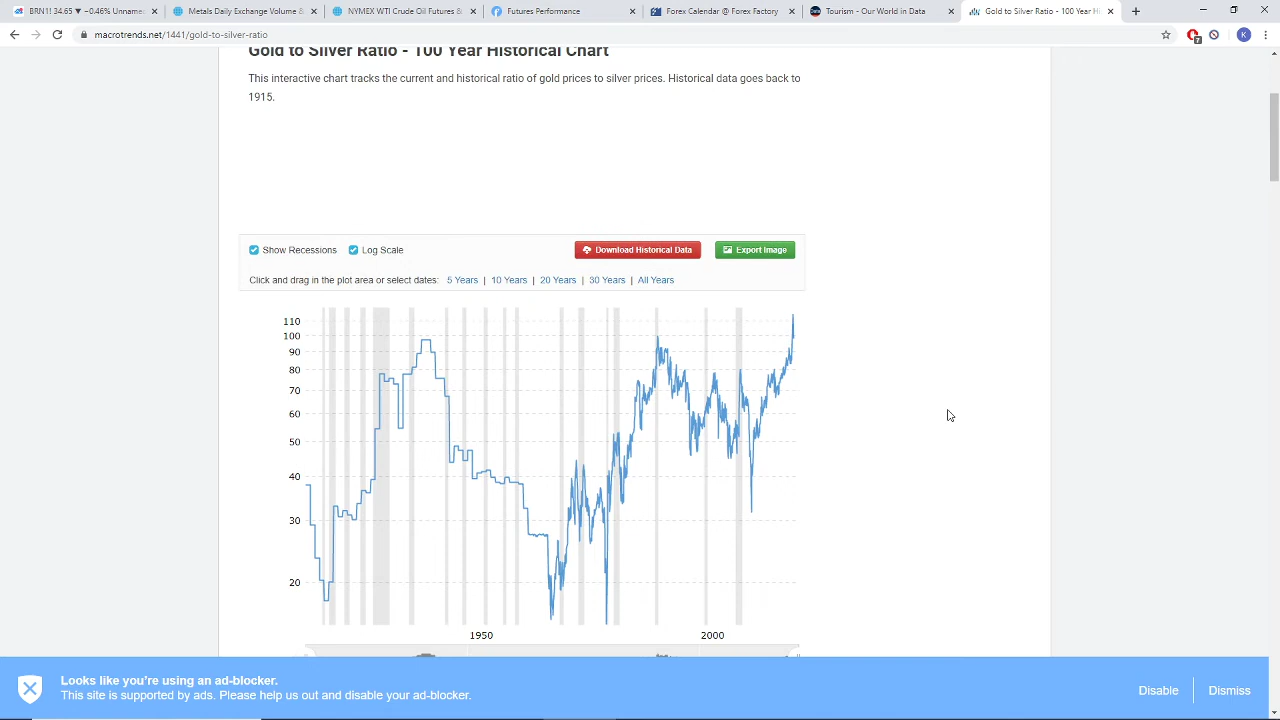 BRN1! 34.65 ▼ −0.46% Unnamed
Metals Daily Exchange Volume &
NYMEX WTI Crude Oil Futures &
Futures Performance
Forex Calendar @ Forex Factory
Tourism - Our World in Data
Gold to Silver Ratio - 100 Year Hi
macrotrends.net/1441/gold-to-silver-ratio
7
K
Gold to Silver Ratio - 100 Year Historical Chart
This interactive chart tracks the current and historical ratio of gold prices to silver prices. Historical data goes back to
1915.
Show Recessions
Log Scale
Download Historical Data
Export Image
Click and drag in the plot area or select dates: 5 Years | 10 Years | 20 Years | 30 Years | All Years
110
100
90
80
70
60
50
40
30
20
1950
2000
Looks like you're using an ad-blocker.
This site is supported by ads. Please help us out and disable your ad-blocker.
Disable
Dismiss